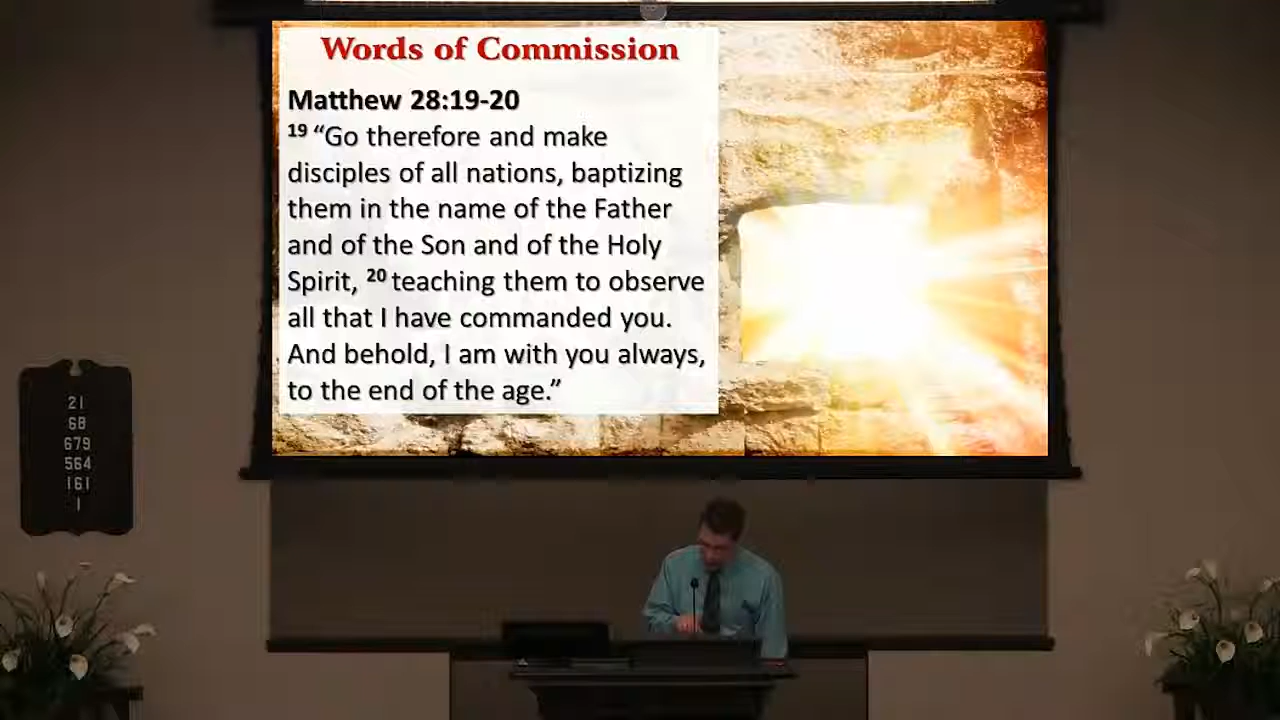 Words of Commission
Matthew 28:19-20
19 “Go therefore and make
disciples of all nations, baptizing
them in the name of the Father
and of the Son and of the Holy
Spirit, 20 teaching them to observe
all that I have commanded you.
And behold, I am with you always,
to the end of the age.”
21
68
679
564
161
1